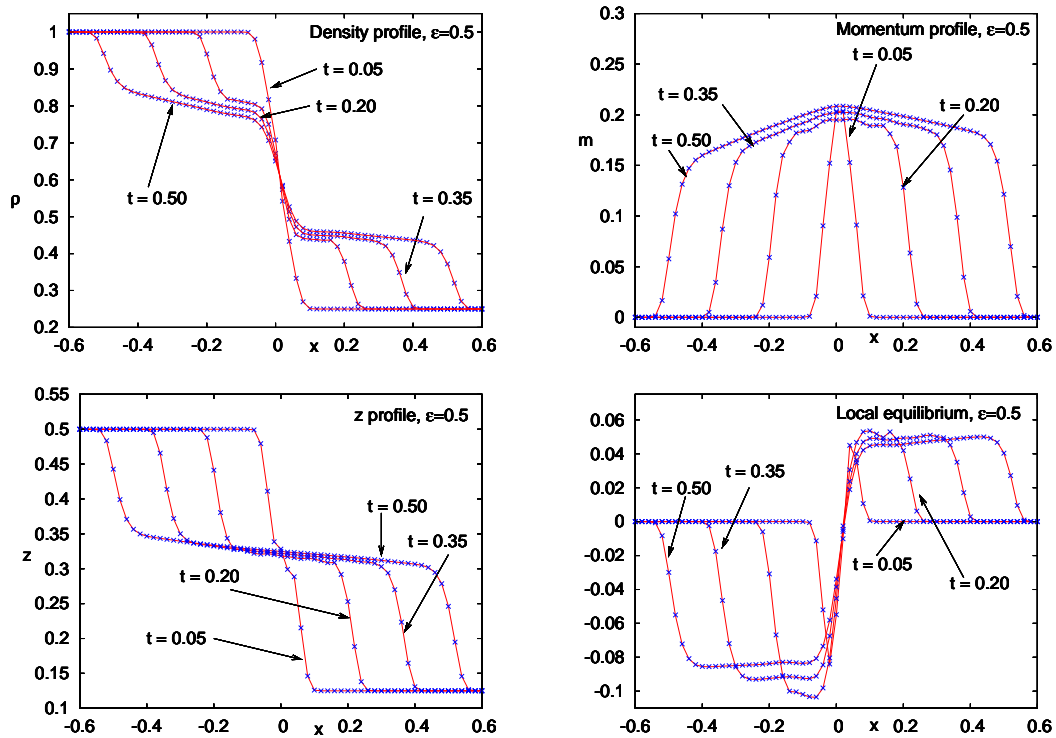 Density profile, ε=0.5
1
0.9
0.8
0.7
0.6
0.5
0.4
0.3
0.2
ρ
t = 0.05
t = 0.20
t = 0.50
t = 0.35
-0.6 -0.4 -0.2 0 0.2 0.4 0.6
x
Momentum profile, ε=0.5
0.3
0.25
0.2
0.15
0.1
0.05
0
m
t = 0.05
t = 0.35
t = 0.20
t = 0.50
-0.6 -0.4 -0.2 0 0.2 0.4 0.6
x
z profile, ε=0.5
0.55
0.5
0.45
0.4
0.35
0.3
0.25
0.2
0.15
0.1
z
t = 0.50
t = 0.35
t = 0.20
t = 0.05
-0.6 -0.4 -0.2 0 0.2 0.4 0.6
x
Local equilibrium, ε=0.5
0.06
0.04
0.02
0
-0.02
-0.04
-0.06
-0.08
-0.1
t = 0.35
t = 0.50
t = 0.05
t = 0.20
-0.6 -0.4 -0.2 0 0.2 0.4 0.6
x